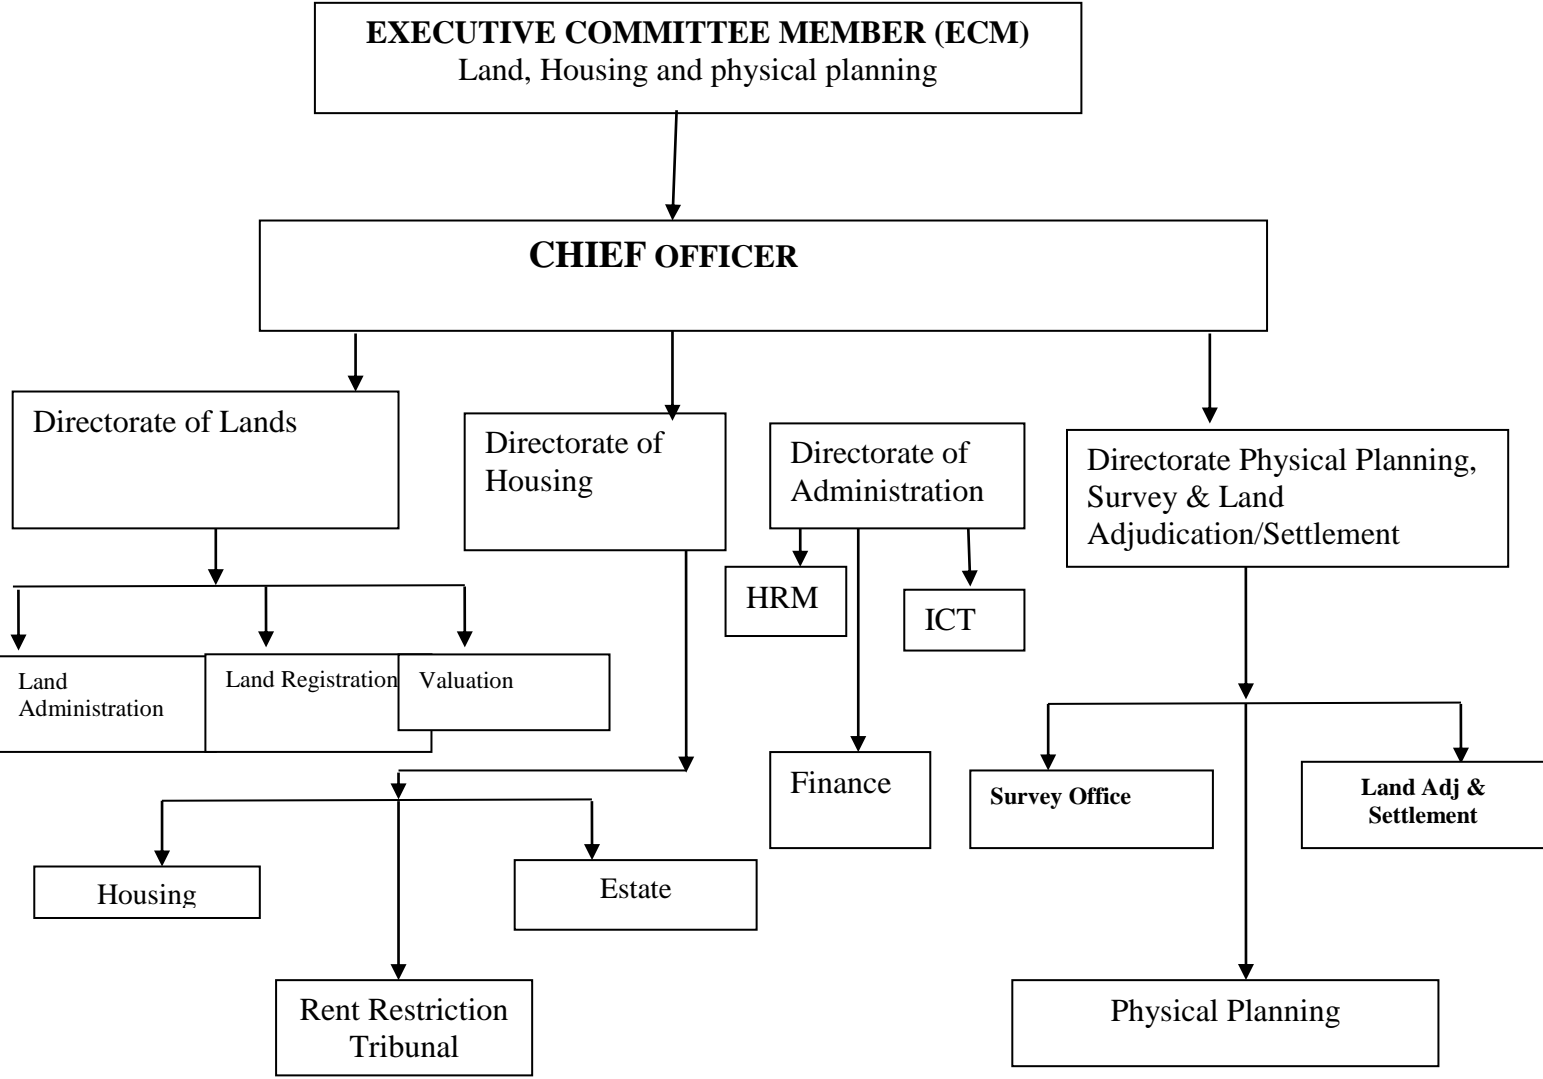 EXECUTIVE COMMITTEE MEMBER (ECM)
Land, Housing and physical planning
CHIEF OFFICER
Directorate of Lands
Directorate of
Housing
Directorate of
Administration
Directorate Physical Planning,
Survey & Land
Adjudication/Settlement
HRM
ICT
Land
Administration
Land Registration
Valuation
Finance
Survey Office
Land Adj &
Settlement
Housing
Estate
Rent Restriction
Tribunal
Physical Planning